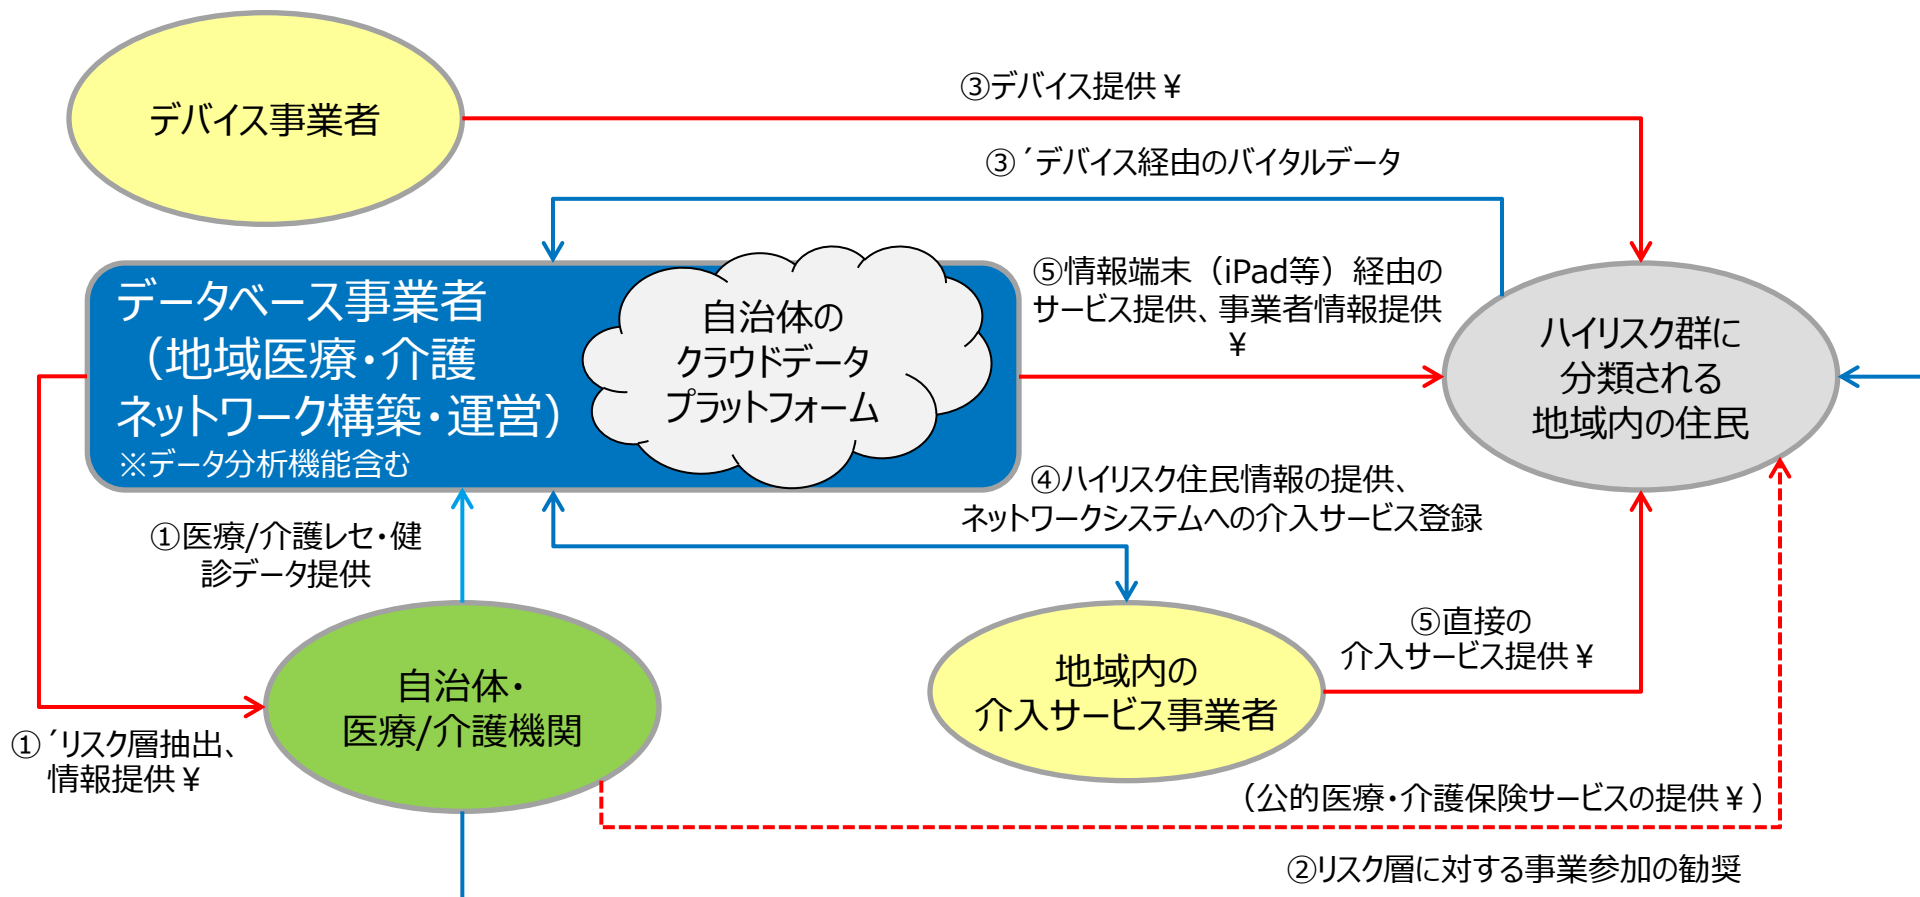 デバイス事業者
③デバイス提供￥
③´デバイス経由のバイタルデータ
データベース事業者
（地域医療・介護
ネットワーク構築・運営）
※データ分析機能含む
自治体の
クラウドデータ
プラットフォーム
⑤情報端末（iPad等）経由の
サービス提供、事業者情報提供
￥
ハイリスク群に
分類される
地域内の住民
④ハイリスク住民情報の提供、
ネットワークシステムへの介入サービス登録
①医療/介護レセ・健
診データ提供
自治体・
医療/介護機関
地域内の
介入サービス事業者
⑤直接の
介入サービス提供￥
①´リスク層抽出、
情報提供￥
（公的医療・介護保険サービスの提供￥）
②リスク層に対する事業参加の勧奨